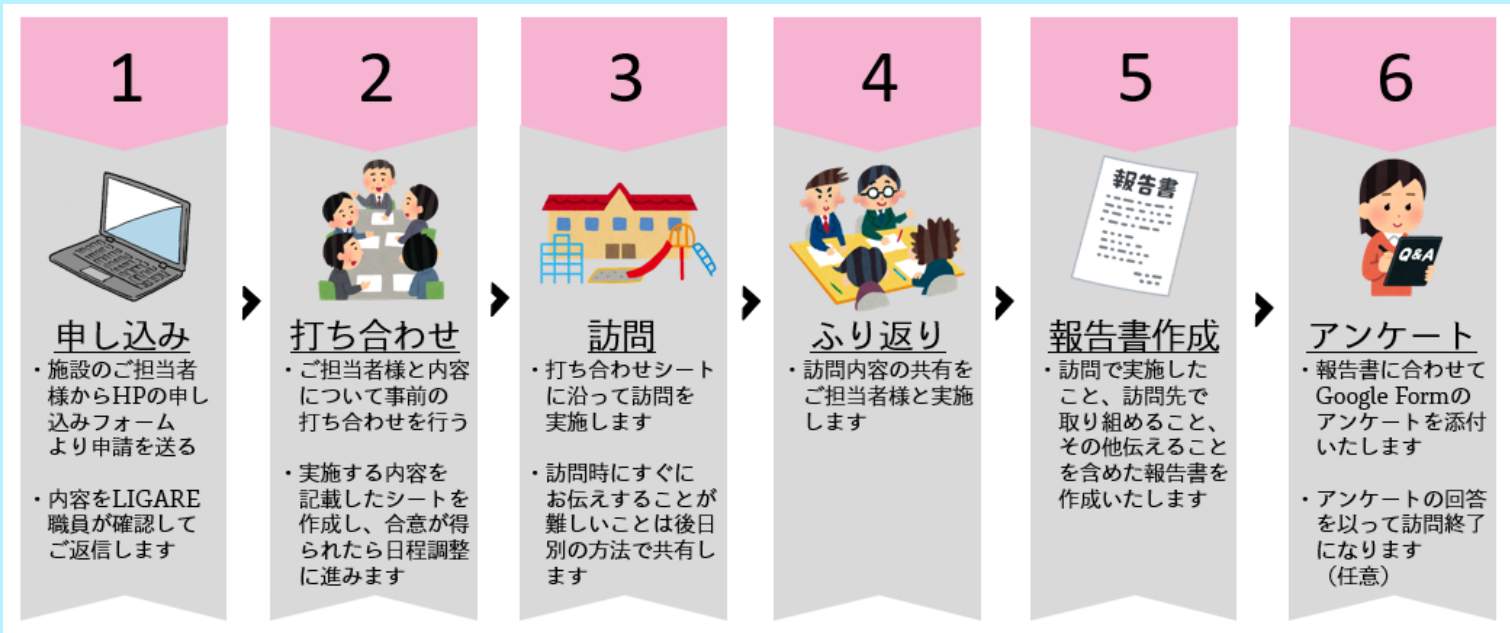 1
申し込み
・施設のご担当者
様からHPの申し
込みフォーム
より申請を送る
・内容をLIGARE
職員が確認して
ご返信します
2
打ち合わせ
・ご担当者様と内容
について事前の
打ち合わせを行う
・実施する内容を
記載したシートを
作成し、合意が得
られたら日程調整
に進みます
3
訪問
・打ち合わせシート
に沿って訪問を
実施します
・訪問時にすぐに
お伝えすることが
難しいことは後日
別の方法で共有し
ます
4
ふり返り
・訪問内容の共有を
ご担当者様と実施
します
5
報告書
報告書作成
・訪問で実施した
こと、訪問先で
取り組めること、
その他伝えること
を含めた報告書を
作成いたします
6
Q&A
アンケート
・報告書に合わせて
Google Formの
アンケートを添付
いたします
・アンケートの回答
を以って訪問終了
になります
（任意）